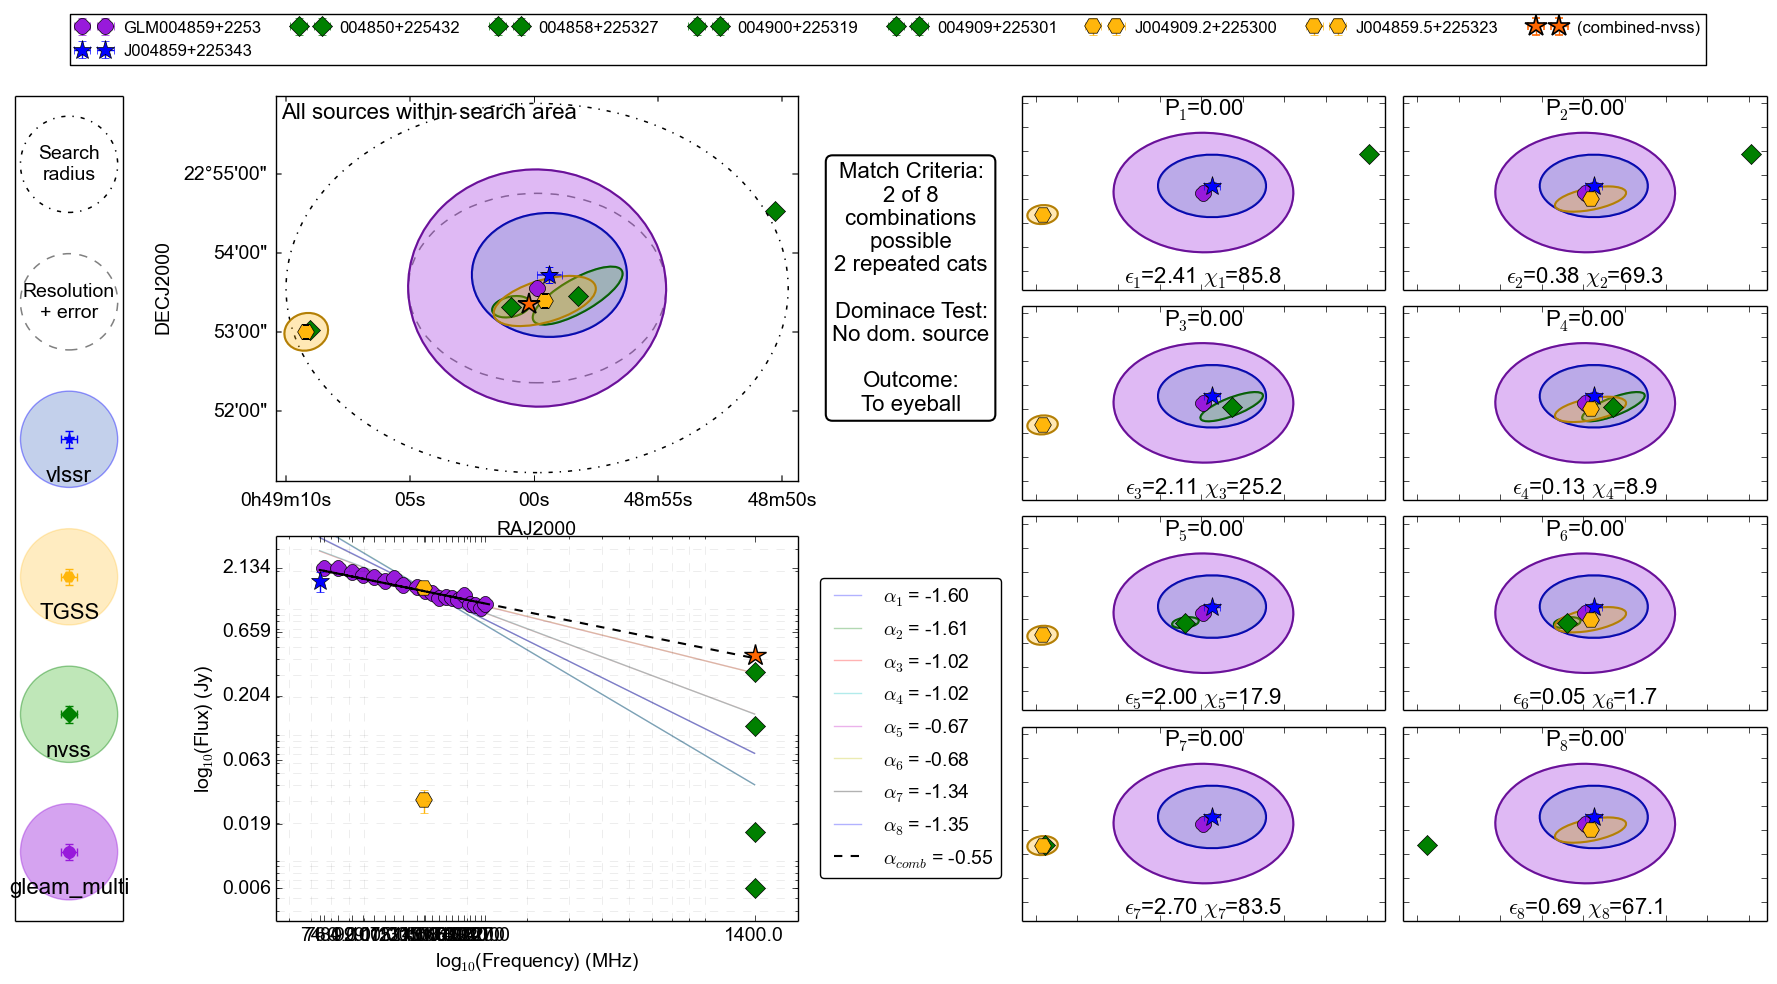 GLM004859+2253 004850+225432 004858+225327 004900+225319 004909+225301 J004909.2+225300 J004859.5+225323 (combined-nvss)
J004859+225343
Search
radius
Resolution
+ error
vlssr
TGSS
nvss
gleam_multi
All sources within search area
DECJ2000
22°55'00"
54'00"
53'00"
52'00"
0h49m10s 05s 00s 48m55s 48m50s
RAJ2000
Match Criteria:
2 of 8
combinations
possible
2 repeated cats
Dominace Test:
No dom. source
Outcome:
To eyeball
log₁₀(Flux) (Jy)
2.134
0.659
0.204
0.063
0.019
0.006
1400.0
log₁₀(Frequency) (MHz)
α₁ = -1.60
α₂ = -1.61
α₃ = -1.02
α₄ = -1.02
α₅ = -0.67
α₆ = -0.68
α₇ = -1.34
α₈ = -1.35
α_comb = -0.55
P₁=0.00
ϵ₁=2.41 χ₁=85.8
P₂=0.00
ϵ₂=0.38 χ₂=69.3
P₃=0.00
ϵ₃=2.11 χ₃=25.2
P₄=0.00
ϵ₄=0.13 χ₄=8.9
P₅=0.00
ϵ₅=2.00 χ₅=17.9
P₆=0.00
ϵ₆=0.05 χ₆=1.7
P₇=0.00
ϵ₇=2.70 χ₇=83.5
P₈=0.00
ϵ₈=0.69 χ₈=67.1